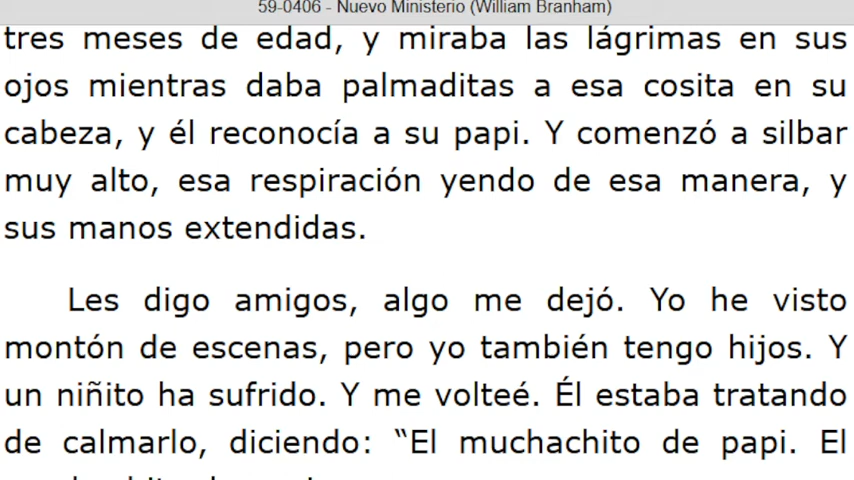 59-0406 - Nuevo Ministerio (William Branham)
tres meses de edad, y miraba las lágrimas en sus
ojos mientras daba palmaditas a esa cosita en su
cabeza, y él reconocía a su papi. Y comenzó a silbar
muy alto, esa respiración yendo de esa manera, y
sus manos extendidas.
Les digo amigos, algo me dejó. Yo he visto
montón de escenas, pero yo también tengo hijos. Y
un niñito ha sufrido. Y me volteé. Él estaba tratando
de calmarlo, diciendo: “El muchachito de papi. El